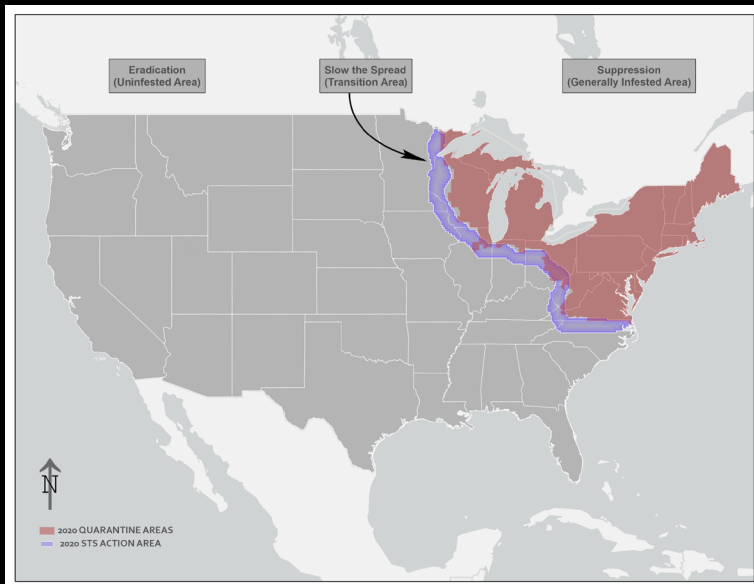 Eradication
(Uninfested Area)
Slow the Spread
(Transition Area)
Suppression
(Generally Infested Area)
N
2020 QUARANTINE AREAS
2020 STS ACTION AREA